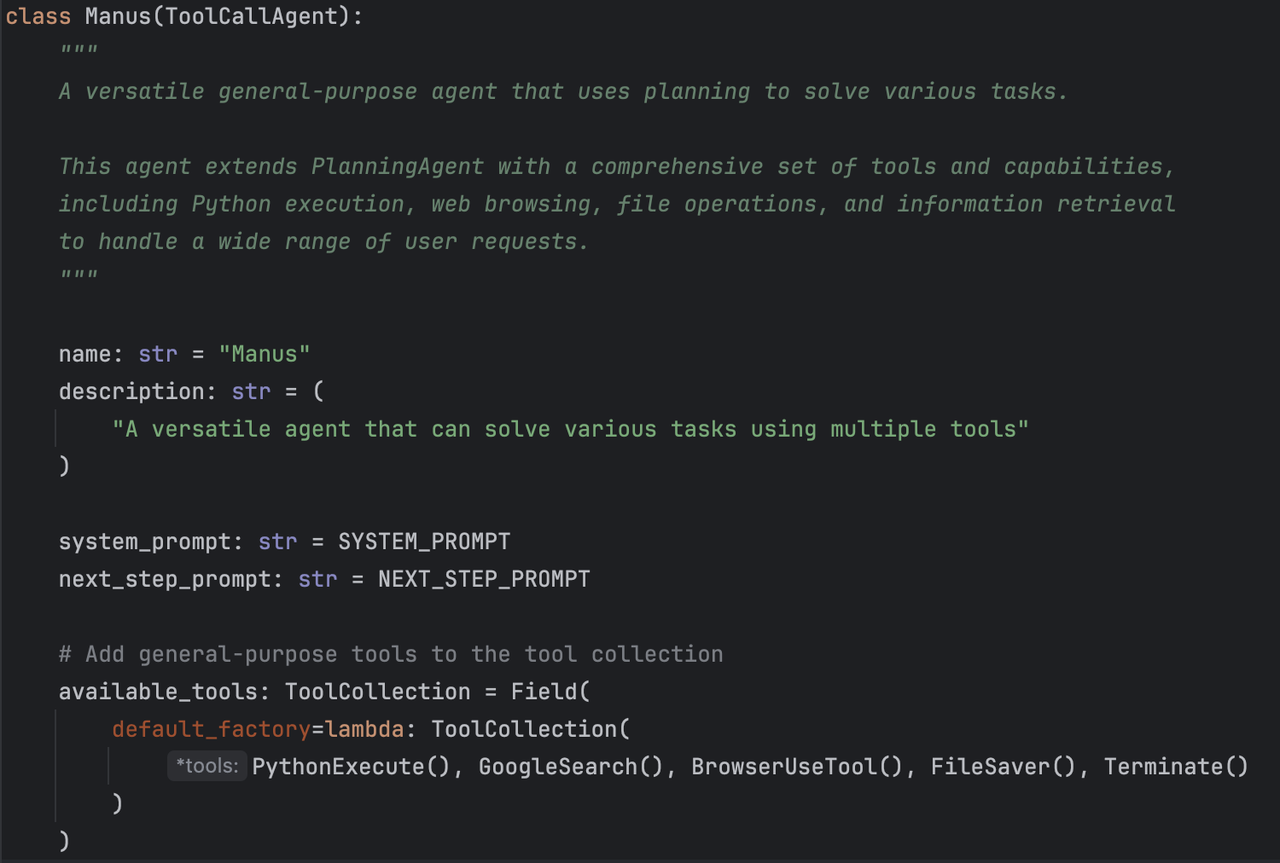 class Manus(ToolCallAgent):
    """
    A versatile general-purpose agent that uses planning to solve various tasks.

    This agent extends PlanningAgent with a comprehensive set of tools and capabilities,
    including Python execution, web browsing, file operations, and information retrieval
    to handle a wide range of user requests.
    """

    name: str = "Manus"
    description: str = (
        "A versatile agent that can solve various tasks using multiple tools"
    )

    system_prompt: str = SYSTEM_PROMPT
    next_step_prompt: str = NEXT_STEP_PROMPT

    # Add general-purpose tools to the tool collection
    available_tools: ToolCollection = Field(
        default_factory=lambda: ToolCollection(
            *tools: PythonExecute(), GoogleSearch(), BrowserUseTool(), FileSaver(), Terminate()
        )
    )